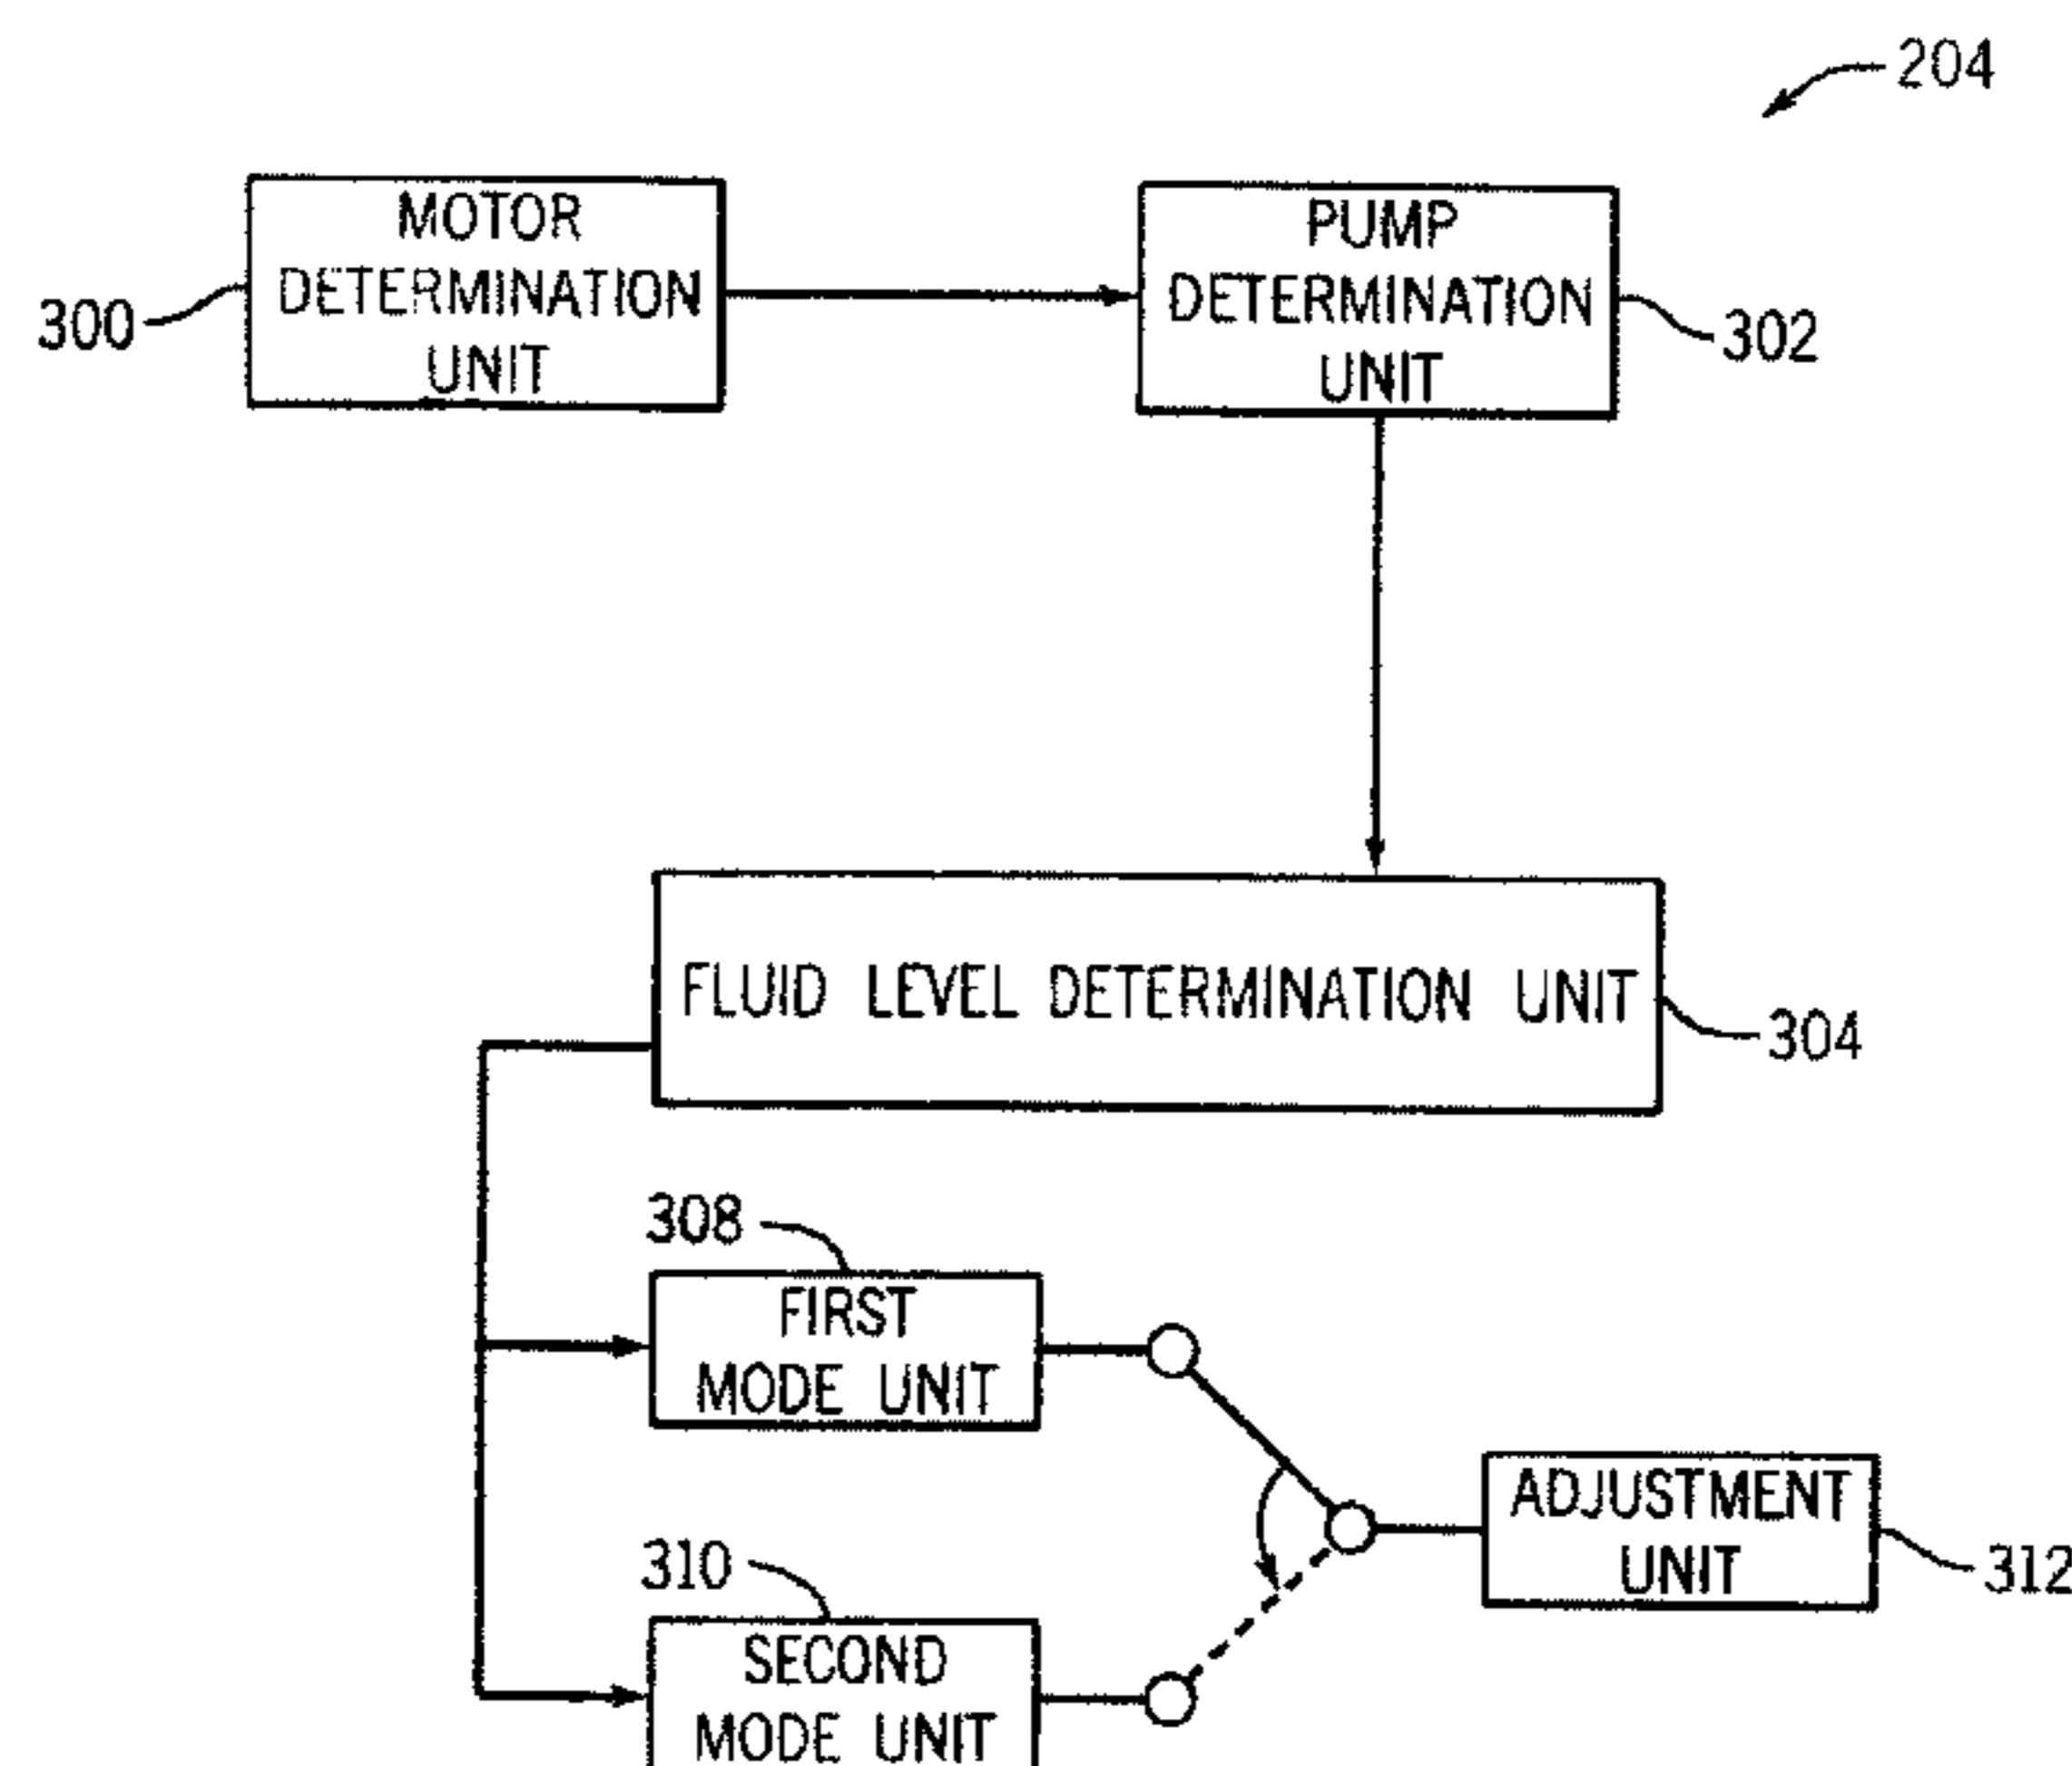 204
MOTOR
DETERMINATION
UNIT
300
PUMP
DETERMINATION
UNIT
302
FLUID LEVEL DETERMINATION UNIT
304
308
FIRST
MODE UNIT
310
SECOND
MODE UNIT
ADJUSTMENT
UNIT
312